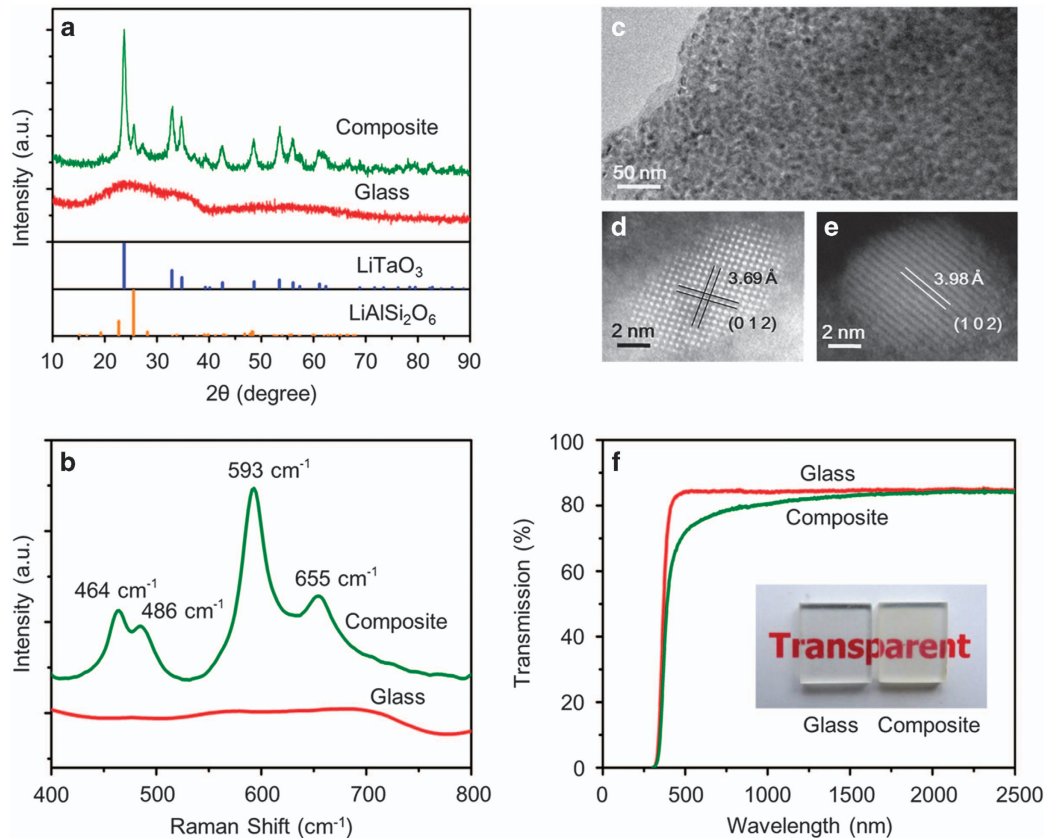 a
Intensity (a.u.)
Composite
Glass
LiTaO₃
LiAlSi₂O₆
10 20 30 40 50 60 70 80 90
2θ (degree)
c
50 nm
d
3.69 Å
(0 1 2)
2 nm
e
3.98 Å
(1 0 2)
2 nm
b
Intensity (a.u.)
593 cm⁻¹
464 cm⁻¹
486 cm⁻¹
655 cm⁻¹
Composite
Glass
400 500 600 700 800
Raman Shift (cm⁻¹)
f
Transmission (%)
100
80
60
40
20
0
Glass
Composite
Transparent
Glass Composite
0 500 1000 1500 2000 2500
Wavelength (nm)